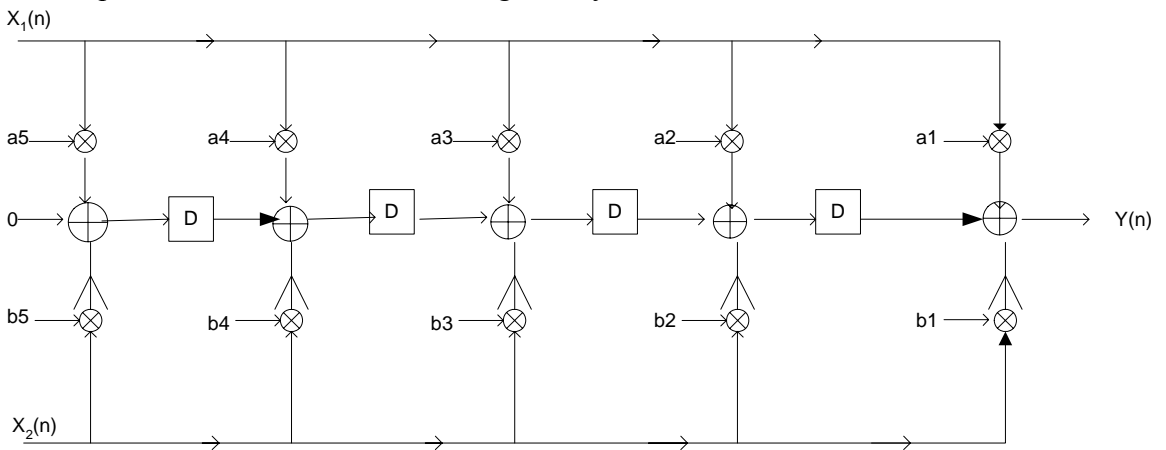 X1(n)
a5 a4 a3 a2 a1
0 D D D D Y(n)
b5 b4 b3 b2 b1
X2(n)